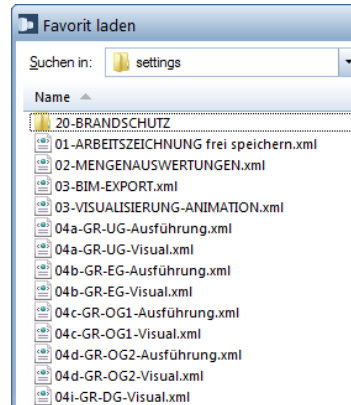 Favorit laden
Suchen in: settings
Name
20-BRANDSCHUTZ
01-ARBEITSZEICHNUNG frei speichern.xml
02-MENGENAUSWERTUNGEN.xml
03-BIM-EXPORT.xml
03-VISUALISIERUNG-ANIMATION.xml
04a-GR-UG-Ausführung.xml
04a-GR-UG-Visual.xml
04b-GR-EG-Ausführung.xml
04b-GR-EG-Visual.xml
04c-GR-OG1-Ausführung.xml
04c-GR-OG1-Visual.xml
04d-GR-OG2-Ausführung.xml
04d-GR-OG2-Visual.xml
04i-GR-DG-Visual.xml